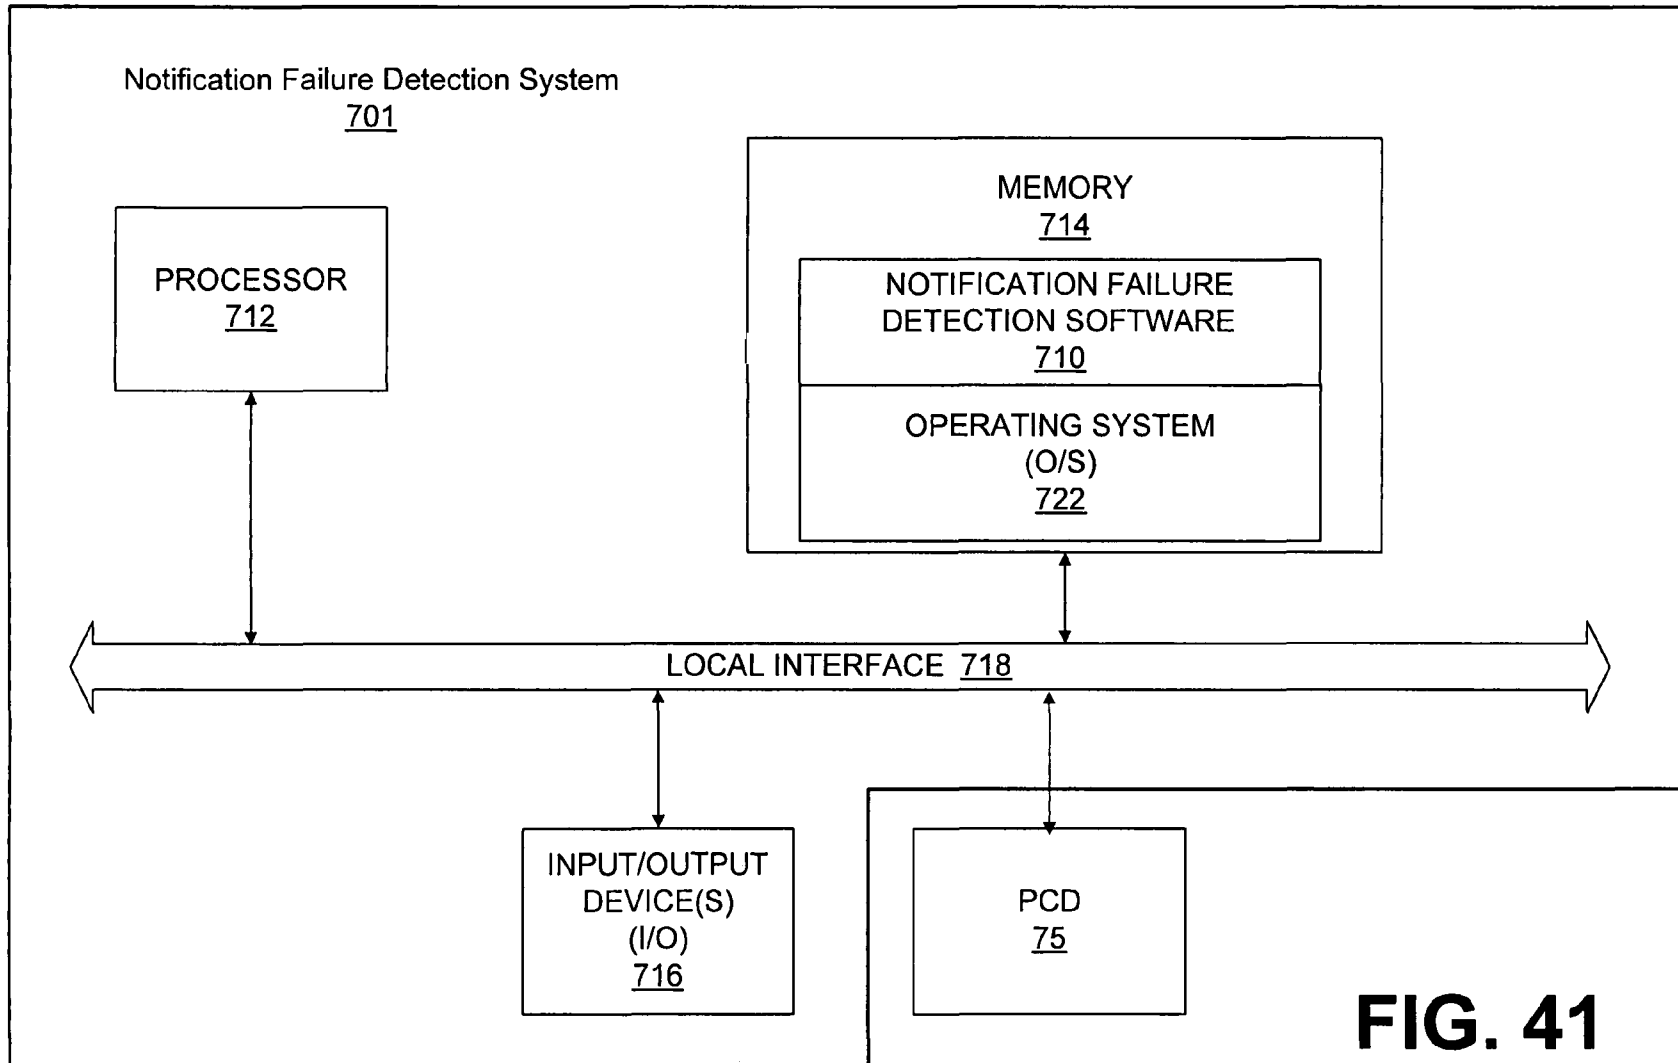 Notification Failure Detection System
701
MEMORY
714
PROCESSOR
712
NOTIFICATION FAILURE
DETECTION SOFTWARE
710
OPERATING SYSTEM
(O/S)
722
LOCAL INTERFACE 718
INPUT/OUTPUT
DEVICE(S)
(I/O)
716
PCD
75
FIG. 41